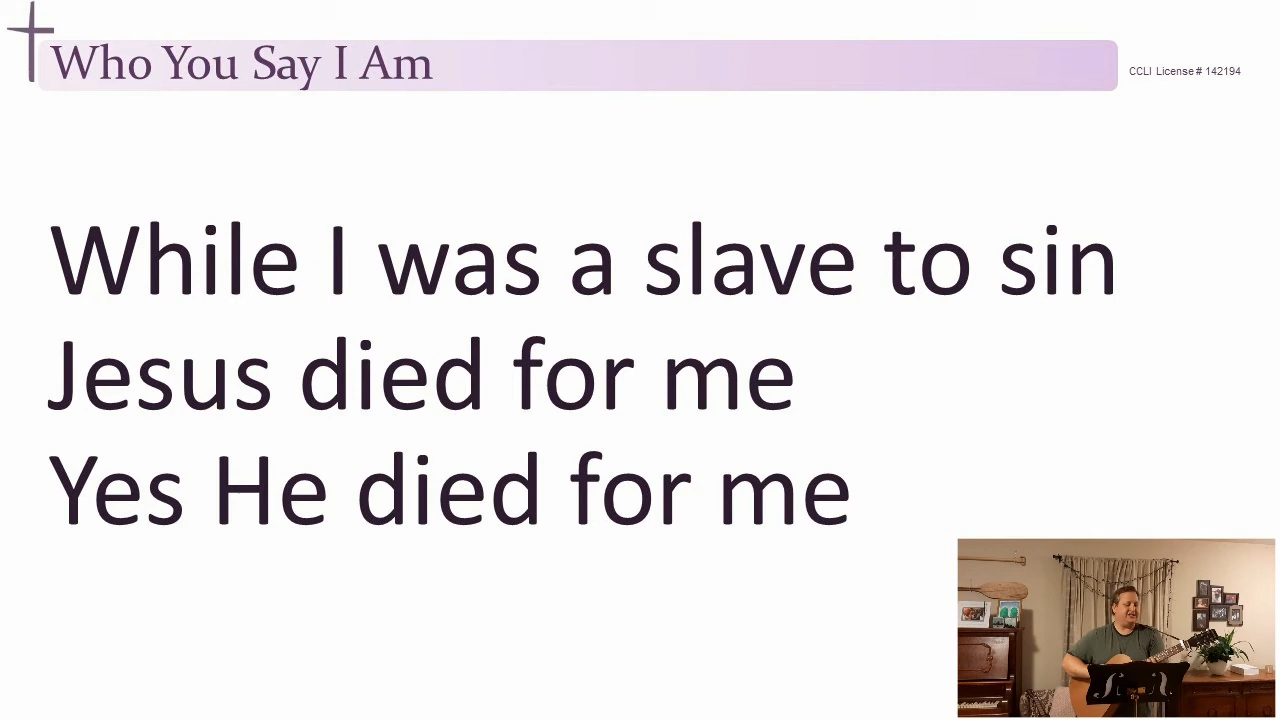 Who You Say I Am
CCLI License# 142194
While I was a slave to sin
Jesus died for me
Yes He died for me